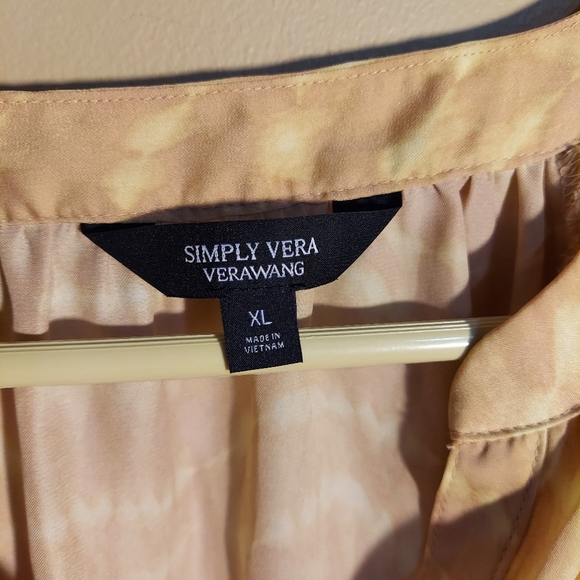 SIMPLY VERA
VERAWANG
XL
MADE IN
VIETNAM